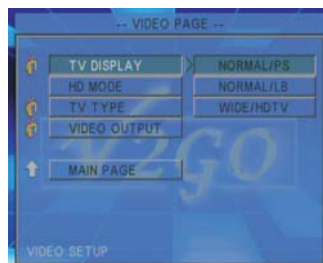 -- VIDEO PAGE --
TV DISPLAY NORMAL/PS
HD MODE NORMAL/LB
TV TYPE WIDE/HDTV
VIDEO OUTPUT
MAIN PAGE
N2GO
VIDEO SETUP